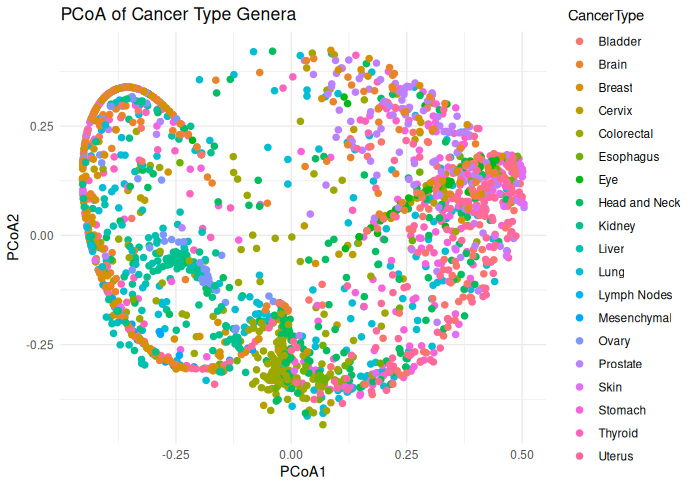 PCoA of Cancer Type Genera
CancerType
Bladder
Brain
Breast
Cervix
Colorectal
Esophagus
Eye
Head and Neck
Kidney
Liver
Lung
Lymph Nodes
Mesenchymal
Ovary
Prostate
Skin
Stomach
Thyroid
Uterus
PCoA2
0.25
0.00
-0.25
-0.25 0.00 0.25 0.50
PCoA1